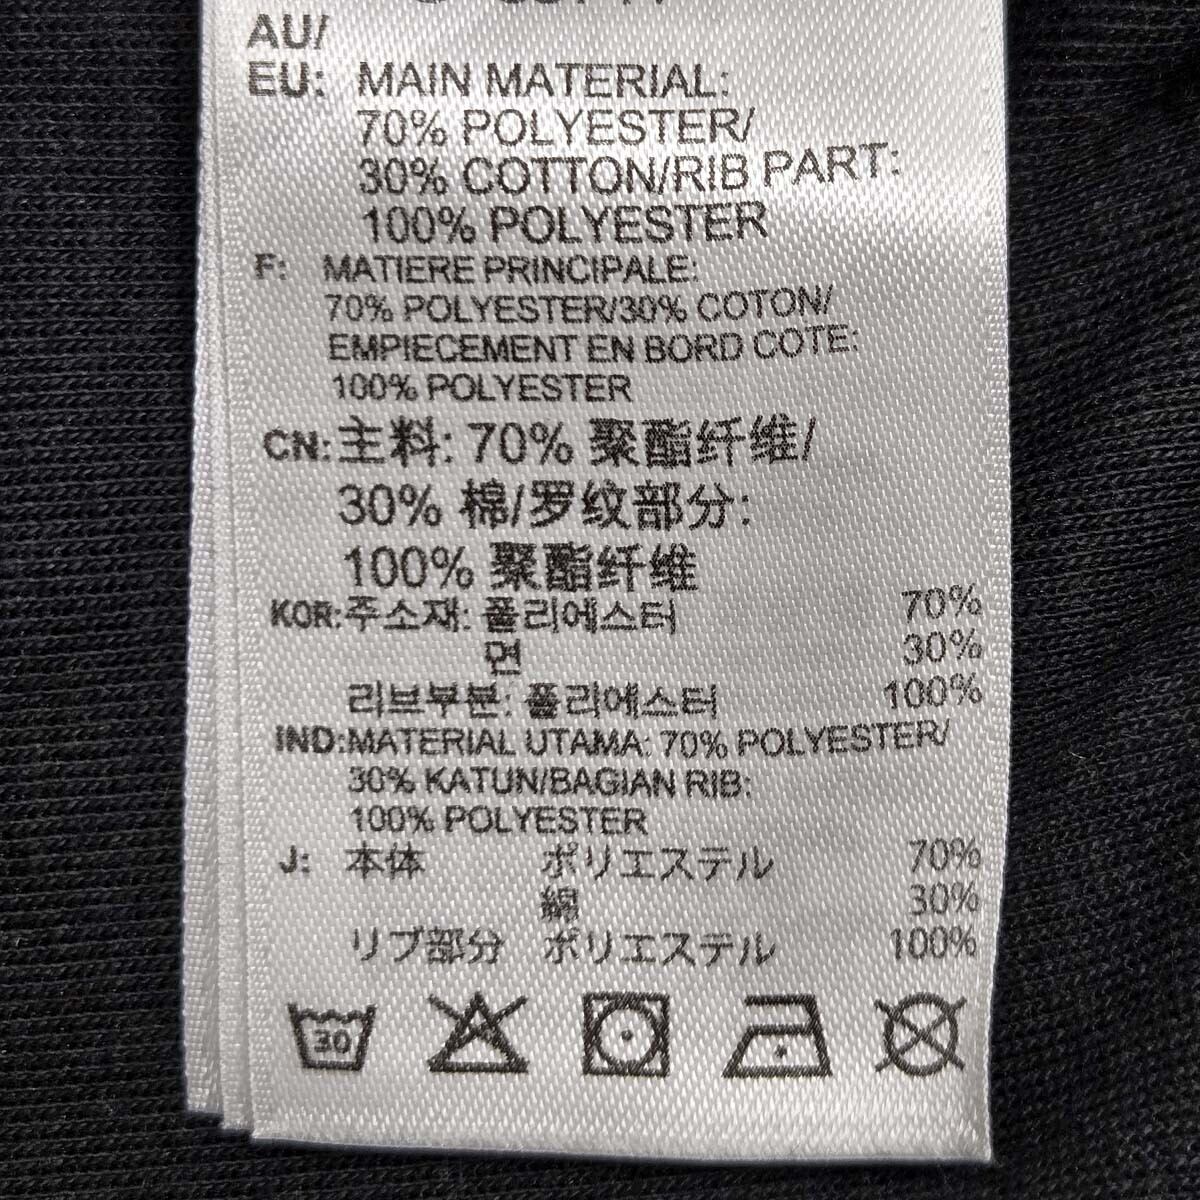 AU/
EU: MAIN MATERIAL:
70% POLYESTER/
30% COTTON/RIB PART:
100% POLYESTER
F: MATIERE PRINCIPALE:
70% POLYESTER/30% COTON/
EMPIECEMENT EN BORD COTE:
100% POLYESTER
CN:主料: 70% 聚酯纤维/
30% 棉/罗纹部分:
100% 聚酯纤维
KOR:주소재: 폴리에스터 70%
면 30%
리브부분: 폴리에스터 100%
IND:MATERIAL UTAMA: 70% POLYESTER/
30% KATUN/BAGIAN RIB:
100% POLYESTER
J: 本体 ポリエステル 70%
綿 30%
リブ部分 ポリエステル 100%
30